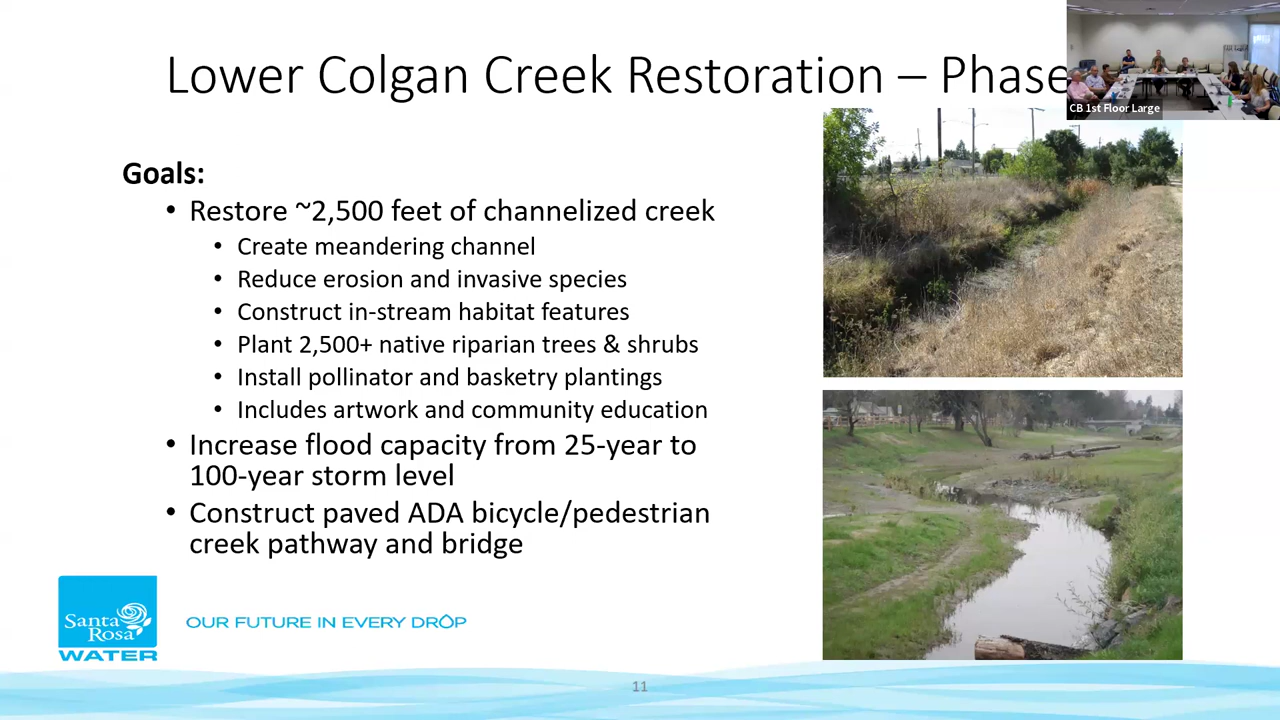 Lower Colgan Creek Restoration – Phase
CB 1st Floor Large
Goals:
• Restore ~2,500 feet of channelized creek
• Create meandering channel
• Reduce erosion and invasive species
• Construct in-stream habitat features
• Plant 2,500+ native riparian trees & shrubs
• Install pollinator and basketry plantings
• Includes artwork and community education
• Increase flood capacity from 25-year to
100-year storm level
• Construct paved ADA bicycle/pedestrian
creek pathway and bridge
Santa
Rosa
WATER
OUR FUTURE IN EVERY DROP
11